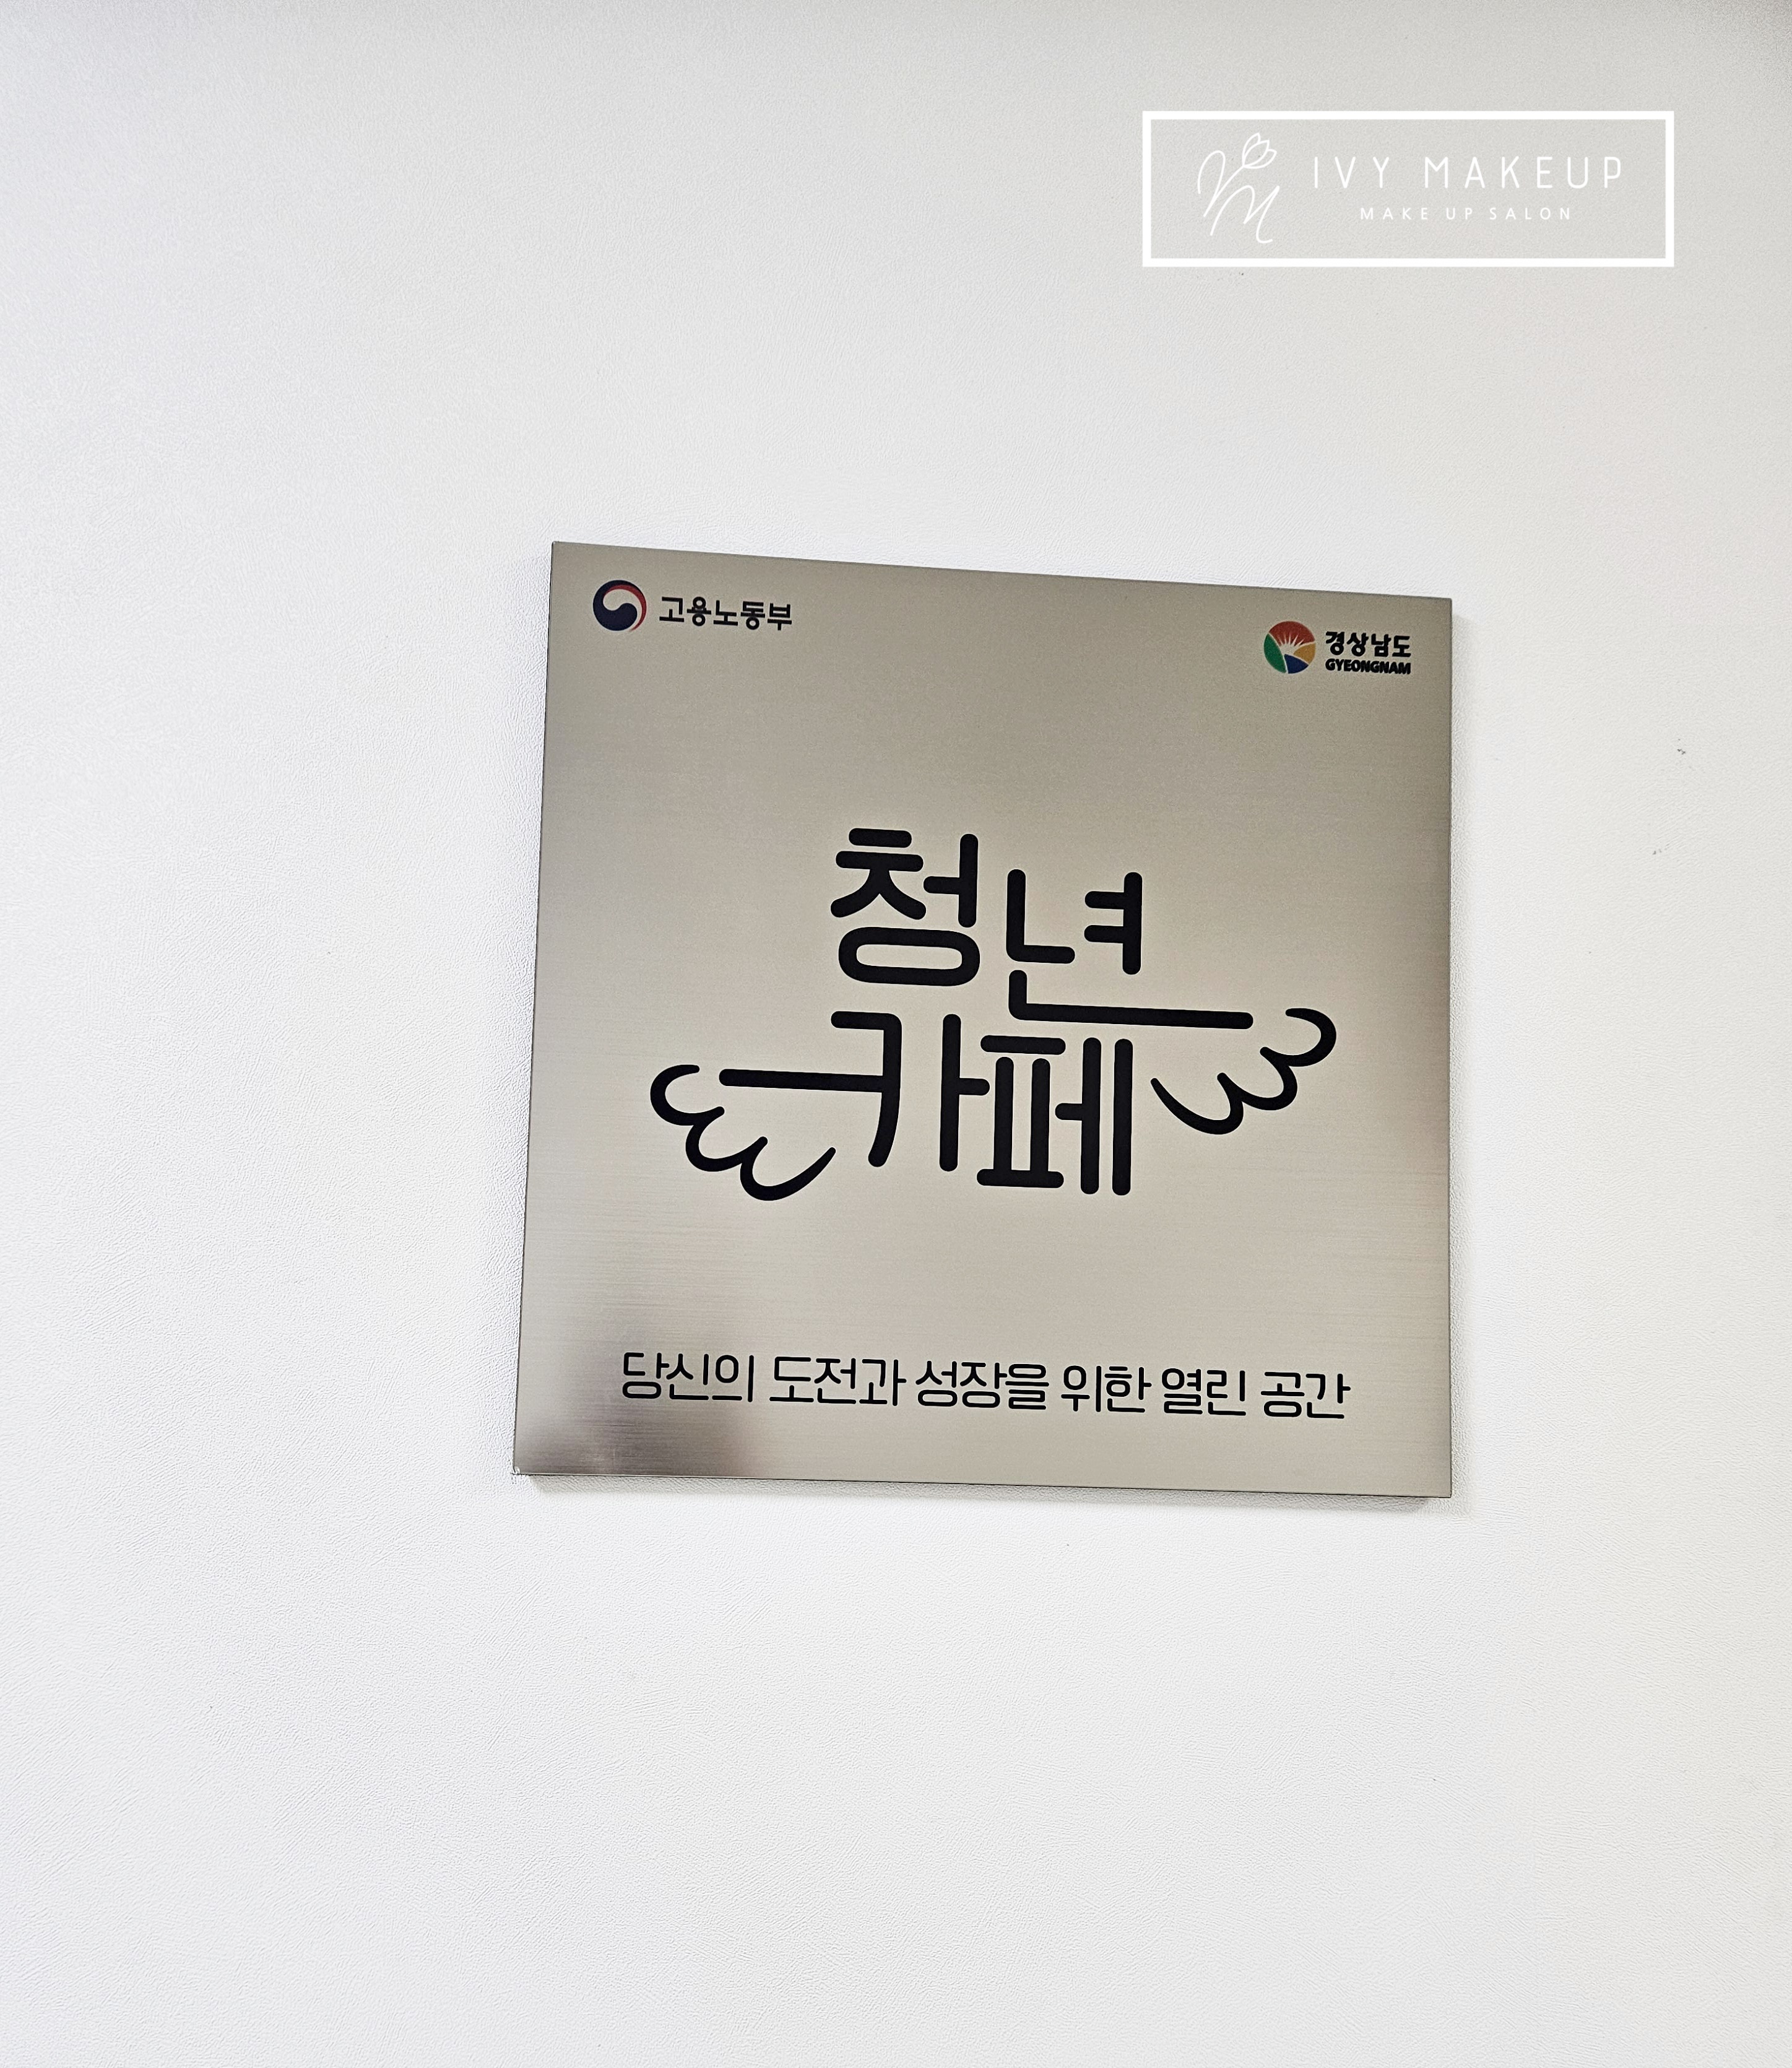 IVY MAKEUP
MAKE UP SALON
고용노동부
경상남도
GYEONGNAM
청년
카페
당신의 도전과 성장을 위한 열린 공간